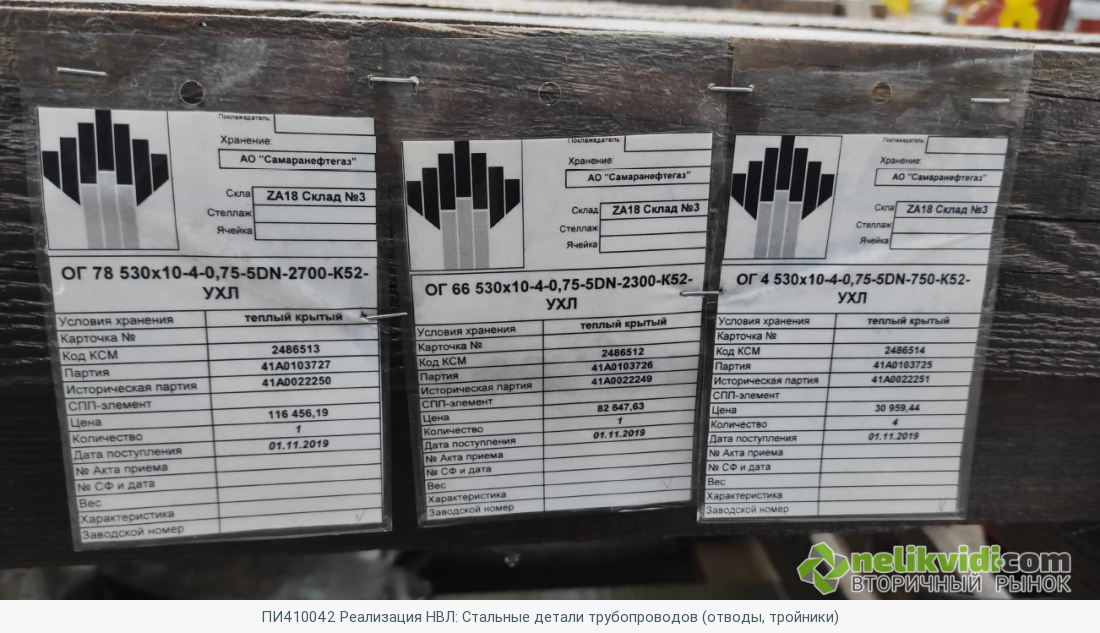 Поклажедатель
Хранение:
АО "Самаранефтегаз"
Скла ZA18 Склад №3
Стеллаж
Ячейка
ОГ 78 530х10-4-0,75-5DN-2700-К52-
УХЛ
Условия хранения теплый крытый
Карточка №
Код КСМ 2486513
Партия 41А0103727
Историческая партия 41А0022250
СПП-элемент
Цена 116 456,19
Количество 1
Дата поступления 01.11.2019
№ Акта приема
№ СФ и дата
Вес
Характеристика
Заводской номер
Поклажедатель
Хранение:
АО "Самаранефтегаз"
Склад ZA18 Склад №3
Стеллаж
Ячейка
ОГ 66 530х10-4-0,75-5DN-2300-К52-
УХЛ
Условия хранения теплый крытый
Карточка №
Код КСМ 2486512
Партия 41А0103726
Историческая партия 41А0022249
СПП-элемент
Цена 82 647,63
Количество 1
Дата поступления 01.11.2019
№ Акта приема
№ СФ и дата
Вес
Характеристика
Заводской номер
Поклажедатель
Хранение:
АО "Самаранефтегаз"
Скла ZA18 Склад №3
Стеллаж
Ячейка
ОГ 4 530х10-4-0,75-5DN-750-К52-
УХЛ
Условия хранения теплый крытый
Карточка №
Код КСМ 2486514
Партия 41А0103725
Историческая партия 41А0022251
СПП-элемент
Цена 30 959,44
Количество 4
Дата поступления 01.11.2019
№ Акта приема
№ СФ и дата
Вес
Характеристика
Заводской номер
nelikvidi.com
ВТОРИЧНЫЙ РЫНОК
ПИ410042 Реализация НВЛ: Стальные детали трубопроводов (отводы, тройники)